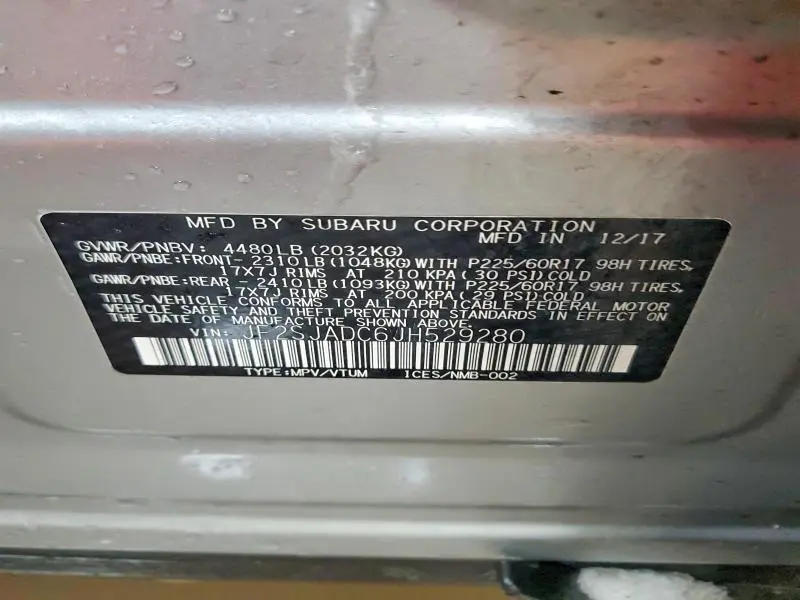 MFD BY SUBARU CORPORATION
MFD IN 12/17
GVWR/PNBV: 4480LB(2032KG)
GAWR/PNBE:FRONT- 2310LB(1048KG)WITH P225/60R17 98H TIRES,
17X7J RIMS AT 210 KPA(30 PSI)COLD
GAWR/PNBE:REAR - 2410LB(1093KG)WITH P225/60R17 98H TIRES,
17X7J RIMS AT 200 KPA(29 PSI)COLD
THIS VEHICLE CONFORMS TO ALL APPLICABLE FEDERAL MOTOR
VEHICLE SAFETY AND THEFT PREVENTION STANDARDS IN EFFECT ON
THE DATE OF MANUFACTURE SHOWN ABOVE.
VIN: JF2SJADC6JH529280
TYPE:MPV/VTUM ICES/NMB-002